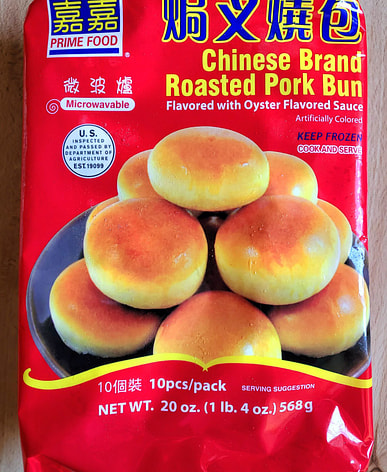 嘉嘉
PRIME FOOD
焗叉燒包
Chinese Brand
Roasted Pork Bun
Flavored with Oyster Flavored Sauce
Artificially Colored
微波爐
Microwavable
KEEP FROZEN
COOK AND SERVE
U.S.
INSPECTED
AND PASSED BY
DEPARTMENT OF
AGRICULTURE
EST.19099
10個裝 10pcs/pack
SERVING SUGGESTION
NET WT. 20 oz. (1 lb. 4 oz.) 568g